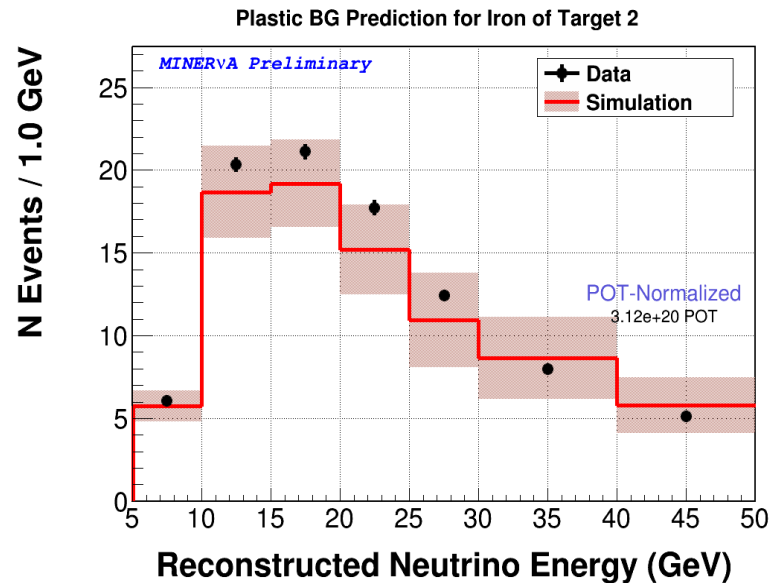 Plastic BG Prediction for Iron of Target 2
MINERνA Preliminary
Data
Simulation
POT-Normalized
3.12e+20 POT
N Events / 1.0 GeV
25
20
15
10
5
0
5 10 15 20 25 30 35 40 45 50
Reconstructed Neutrino Energy (GeV)